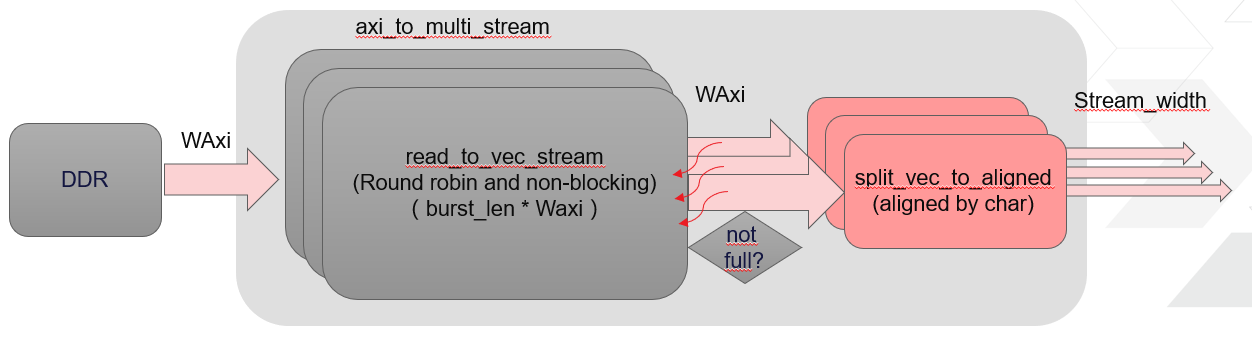 axi_to_multi_stream
DDR
WAxi
read_to_vec_stream
(Round robin and non-blocking)
( burst_len * Waxi )
WAxi
not
full?
split_vec_to_aligned
(aligned by char)
Stream_width